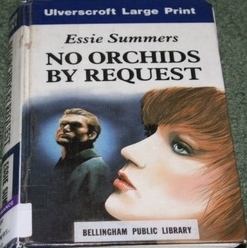 Ulverscroft Large Print
Essie Summers
NO ORCHIDS
BY REQUEST
BELLINGHAM PUBLIC LIBRARY